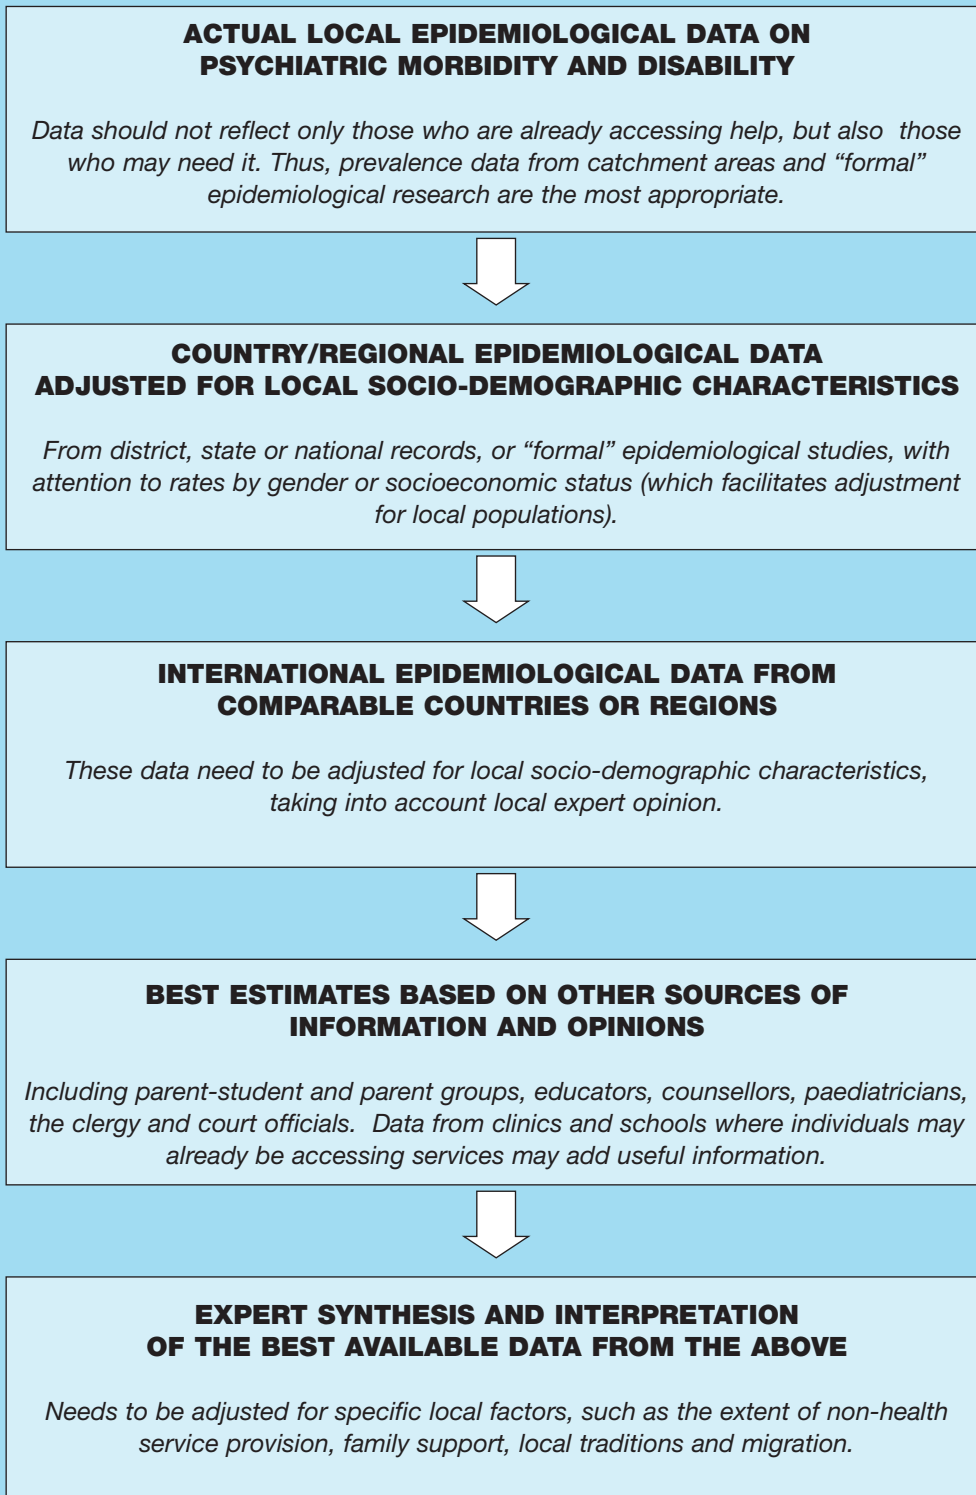 ACTUAL LOCAL EPIDEMIOLOGICAL DATA ON
PSYCHIATRIC MORBIDITY AND DISABILITY
Data should not reflect only those who are already accessing help, but also  those
who may need it. Thus, prevalence data from catchment areas and “formal”
epidemiological research are the most appropriate.
COUNTRY/REGIONAL EPIDEMIOLOGICAL DATA
ADJUSTED FOR LOCAL SOCIO-DEMOGRAPHIC CHARACTERISTICS
From district, state or national records, or “formal” epidemiological studies, with
attention to rates by gender or socioeconomic status (which facilitates adjustment
for local populations).
INTERNATIONAL EPIDEMIOLOGICAL DATA FROM
COMPARABLE COUNTRIES OR REGIONS
These data need to be adjusted for local socio-demographic characteristics,
taking into account local expert opinion.
BEST ESTIMATES BASED ON OTHER SOURCES OF
INFORMATION AND OPINIONS
Including parent-student and parent groups, educators, counsellors, paediatricians,
the clergy and court officials.  Data from clinics and schools where individuals may
already be accessing services may add useful information.
EXPERT SYNTHESIS AND INTERPRETATION
OF THE BEST AVAILABLE DATA FROM THE ABOVE
Needs to be adjusted for specific local factors, such as the extent of non-health
service provision, family support, local traditions and migration.